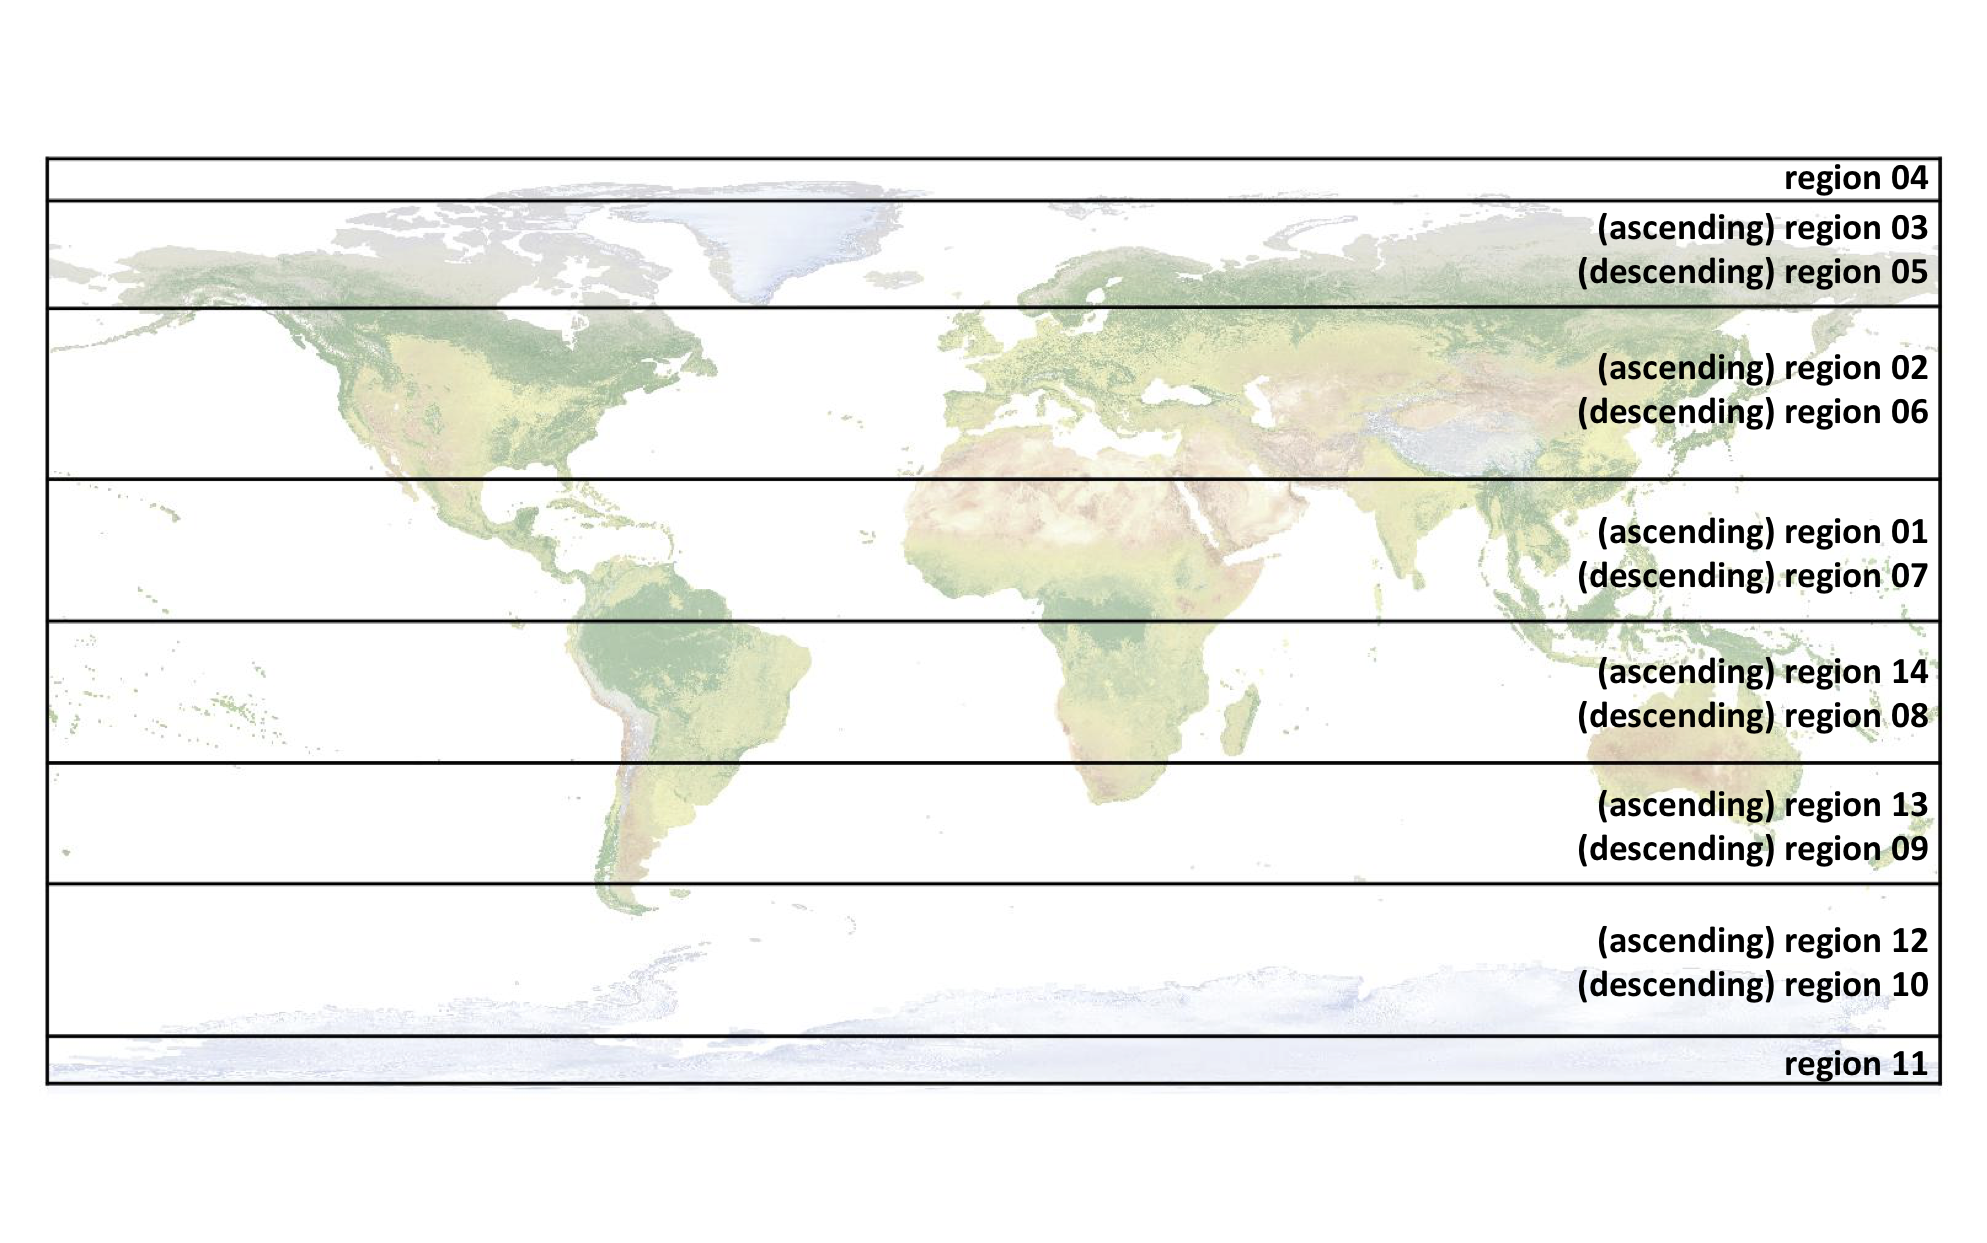 region 04
(ascending) region 03
(descending) region 05
(ascending) region 02
(descending) region 06
(ascending) region 01
(descending) region 07
(ascending) region 14
(descending) region 08
(ascending) region 13
(descending) region 09
(ascending) region 12
(descending) region 10
region 11